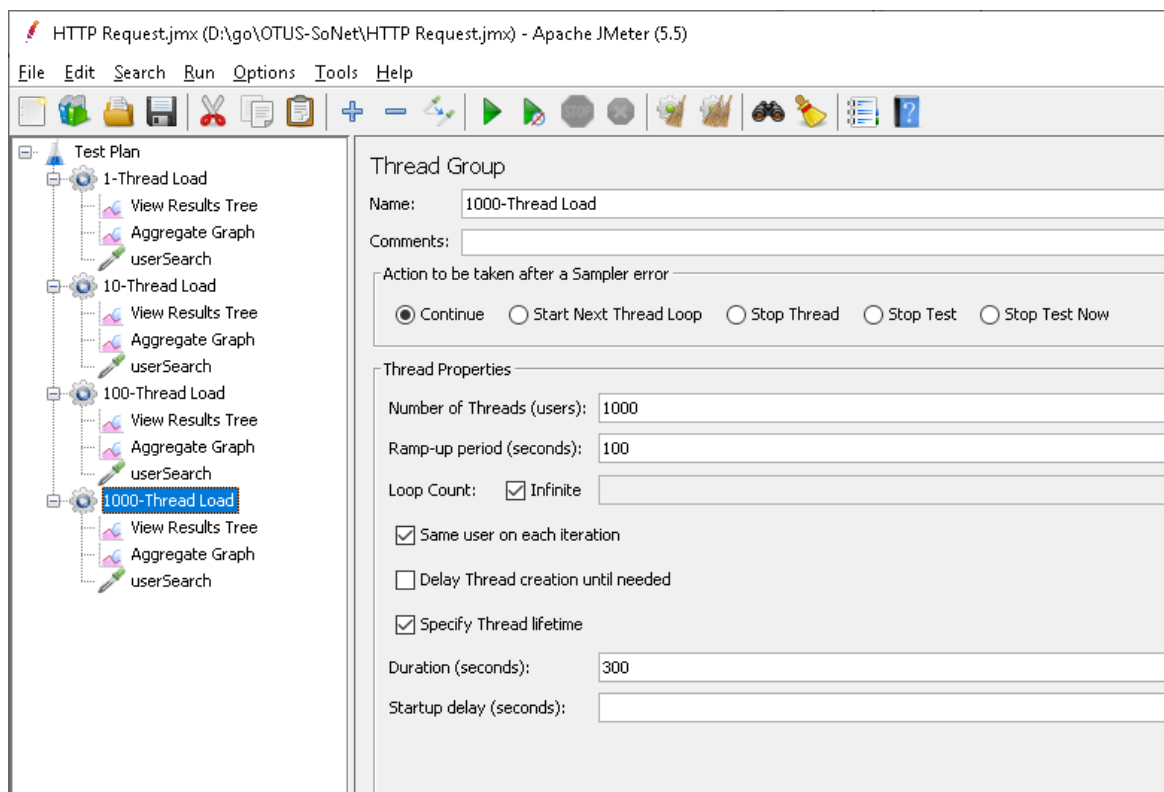 HTTP Request.jmx (D:\go\OTUS-SoNet\HTTP Request.jmx) - Apache JMeter (5.5)
File Edit Search Run Options Tools Help
STOP
Test Plan
1-Thread Load
View Results Tree
Aggregate Graph
userSearch
10-Thread Load
View Results Tree
Aggregate Graph
userSearch
100-Thread Load
View Results Tree
Aggregate Graph
userSearch
1000-Thread Load
View Results Tree
Aggregate Graph
userSearch
Thread Group
Name: 1000-Thread Load
Comments:
Action to be taken after a Sampler error
Continue Start Next Thread Loop Stop Thread Stop Test Stop Test Now
Thread Properties
Number of Threads (users): 1000
Ramp-up period (seconds): 100
Loop Count: Infinite
Same user on each iteration
Delay Thread creation until needed
Specify Thread lifetime
Duration (seconds): 300
Startup delay (seconds):